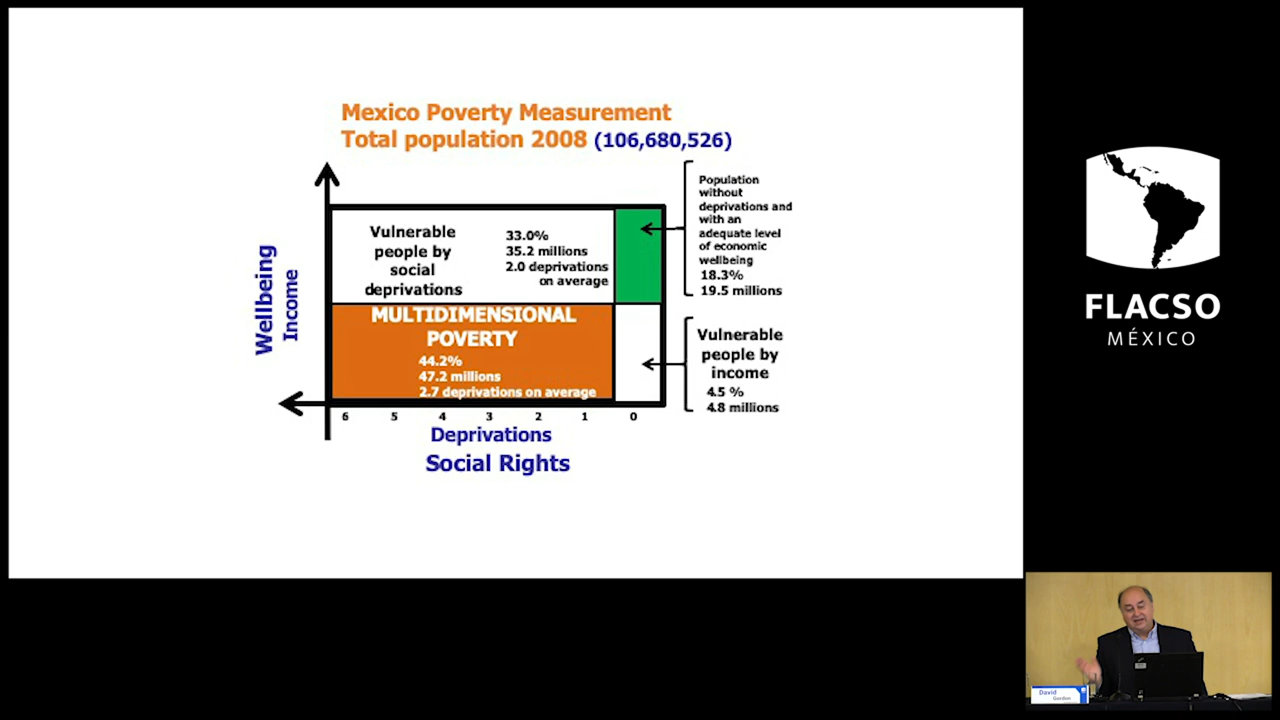 Mexico Poverty Measurement
Total population 2008 (106,680,526)
Wellbeing
Income
Vulnerable
people by
social
deprivations
33.0%
35.2 millions
2.0 deprivations
on average
MULTIDIMENSIONAL
POVERTY
44.2%
47.2 millions
2.7 deprivations on average
Population
without
deprivations and
with an
adequate level
of economic
wellbeing
18.3%
19.5 millions
Vulnerable
people by
income
4.5 %
4.8 millions
6 5 4 3 2 1 0
Deprivations
Social Rights
FLACSO
MÉXICO
David
Gordon